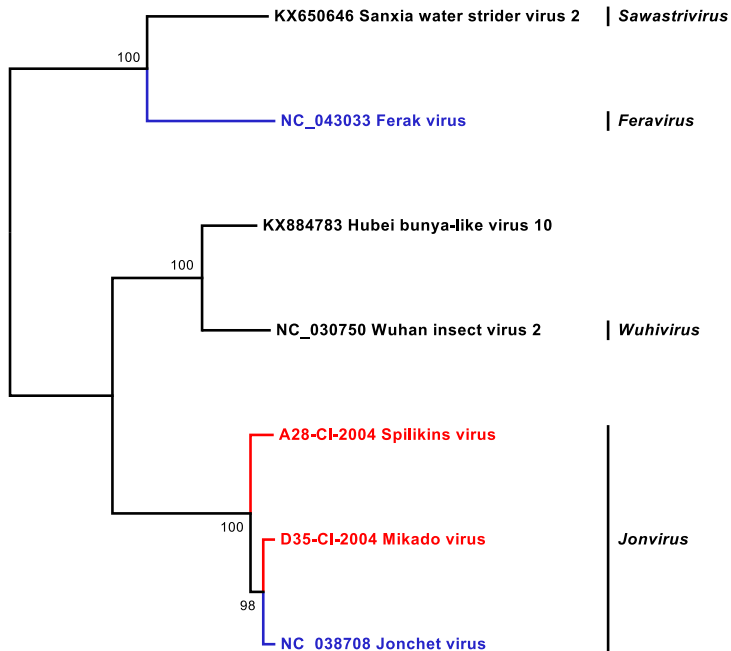 KX650646 Sanxia water strider virus 2
Sawastrivirus
100
NC_043033 Ferak virus
Feravirus
KX884783 Hubei bunya-like virus 10
100
NC_030750 Wuhan insect virus 2
Wuhivirus
A28-CI-2004 Spilikins virus
100
D35-CI-2004 Mikado virus
Jonvirus
98
NC_038708 Jonchet virus